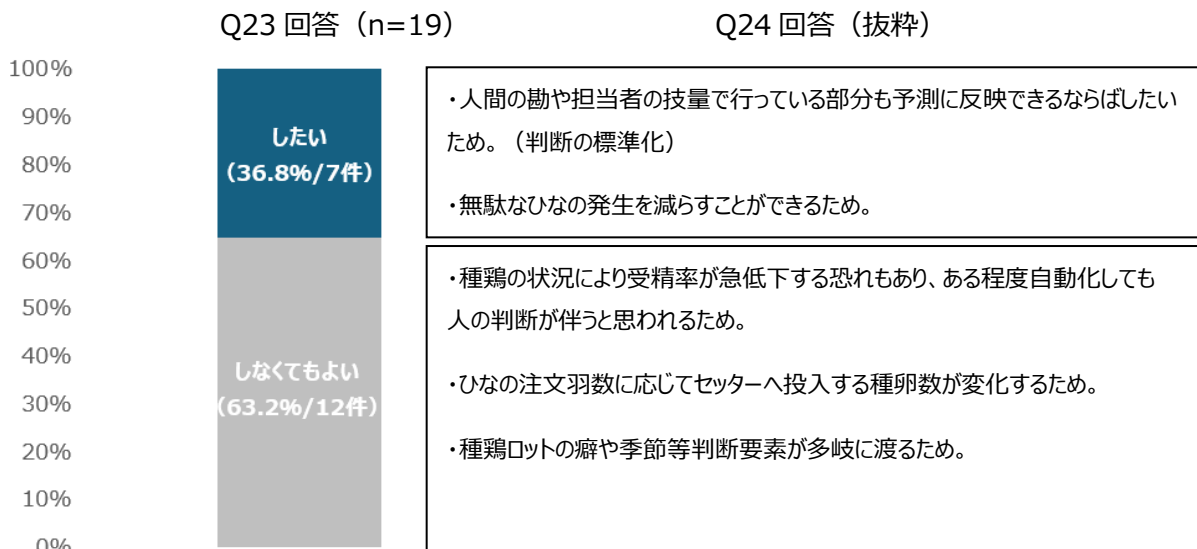 Q23 回答（n=19）
Q24 回答（抜粋）
100%
90%
80%
70%
60%
50%
40%
30%
20%
10%
0%
したい
（36.8%/7件）
しなくてもよい
（63.2%/12件）
・人間の勘や担当者の技量で行っている部分も予測に反映できるならばしたい
ため。（判断の標準化）
・無駄なひなの発生を減らすことができるため。
・種鶏の状況により受精率が急低下する恐れもあり、ある程度自動化しても
人の判断が伴うと思われるため。
・ひなの注文羽数に応じてセッターへ投入する種卵数が変化するため。
・種鶏ロットの癖や季節等判断要素が多岐に渡るため。